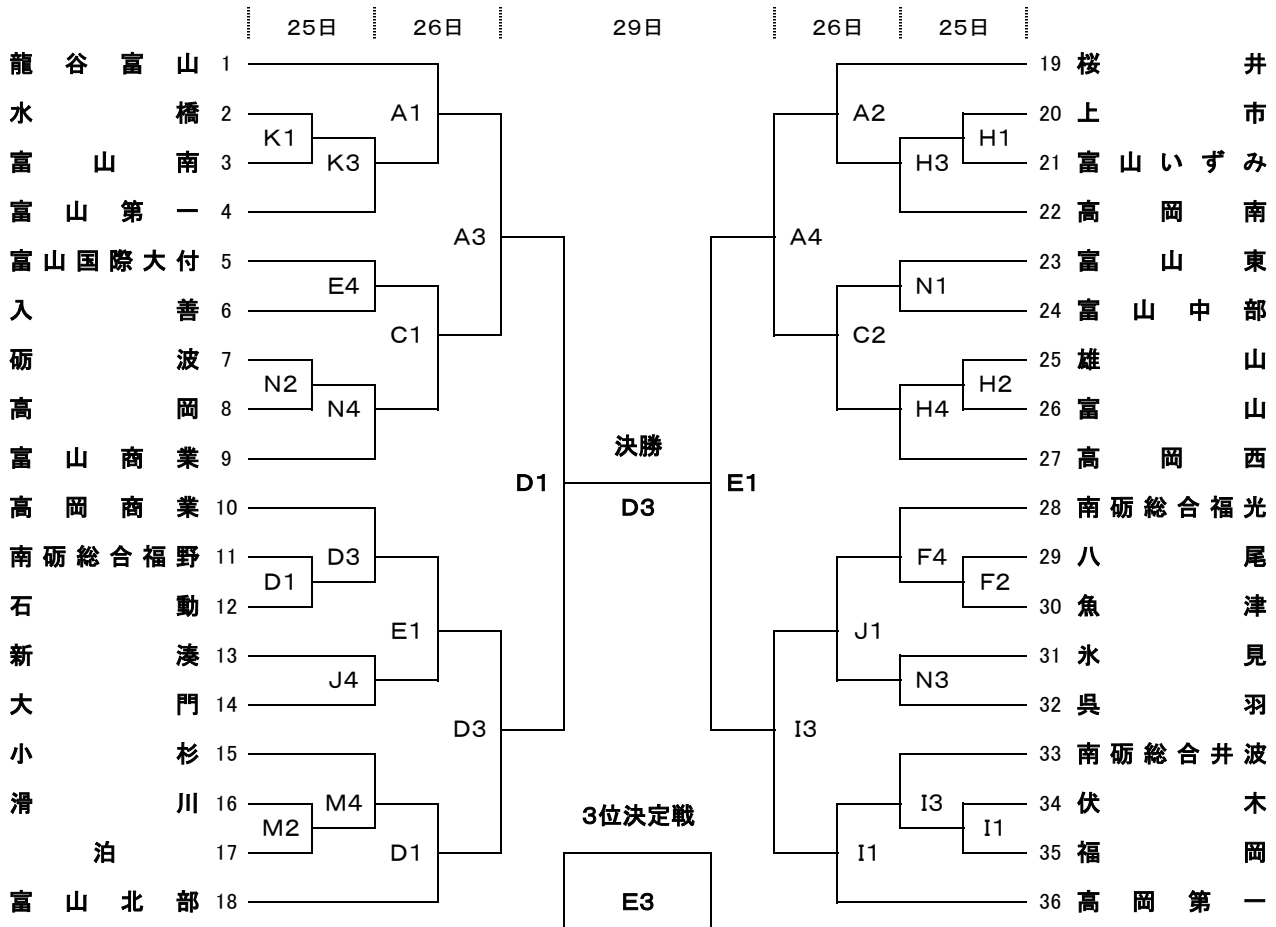 25日 26日 29日 26日 25日
龍谷富山 1 19 桜井
水橋 2 A1 A2 20 上市
K1 H1
富山南 3 K3 H3 21 富山いずみ
富山第一 4 22 高岡南
A3 A4
富山国際大付 5 23 富山東
E4 N1
入善 6 24 富山中部
C1 C2
砺波 7 25 雄山
N2 H2
高岡 8 N4 H4 26 富山
決勝
富山商業 9 27 高岡西
D1 E1
高岡商業 10 D3 28 南砺総合福光
南砺総合福野 11 D3 F4 29 八尾
D1 F2
石動 12 30 魚津
E1 J1
新湊 13 31 氷見
J4 N3
大門 14 32 呉羽
D3 I3
小杉 15 33 南砺総合井波
滑川 16 M4 3位決定戦 I3 34 伏木
M2 I1
泊 17 D1 I1 35 福岡
富山北部 18 E3 36 高岡第一